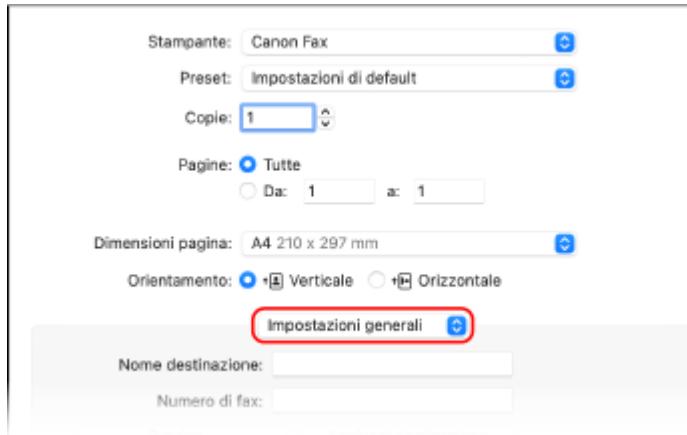 Stampante: Canon Fax
Preset: Impostazioni di default
Copie: 1
Pagine: Tutte
Da: 1 a: 1
Dimensioni pagina: A4 210 x 297 mm
Orientamento: Verticale Orizzontale
Impostazioni generali
Nome destinazione:
Numero di fax: